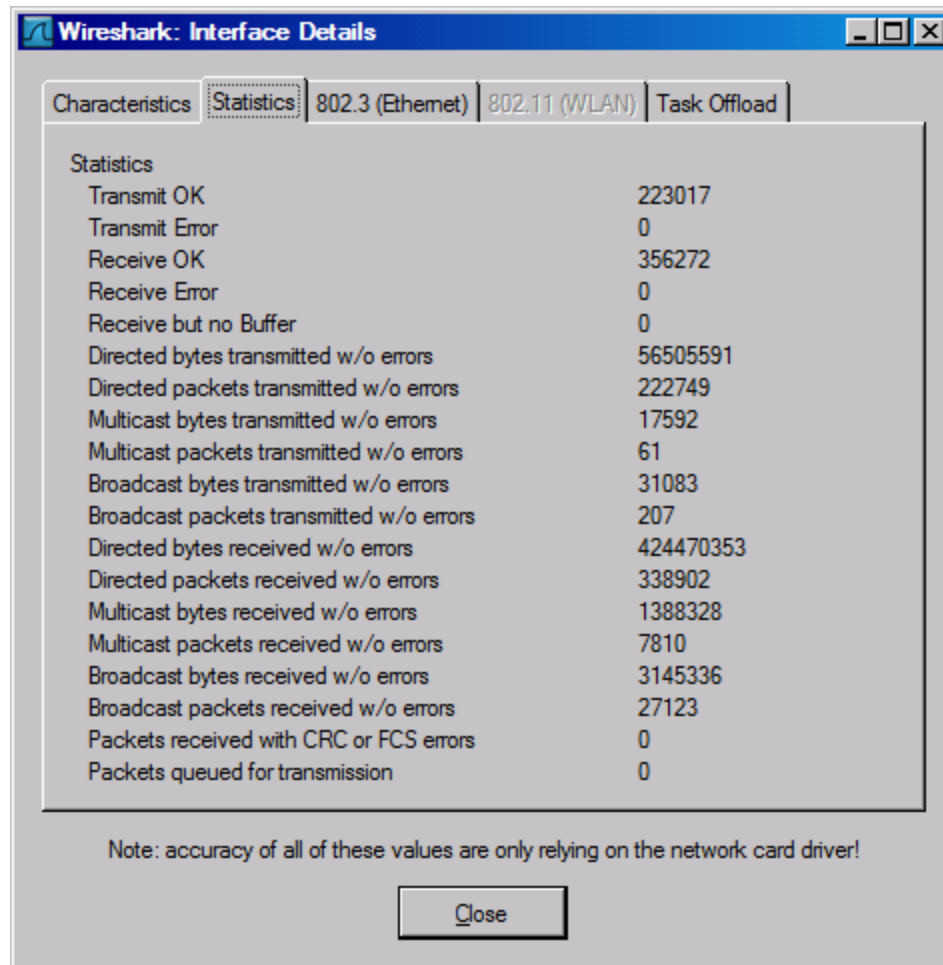 Wireshark: Interface Details
Characteristics Statistics 802.3 (Ethernet) 802.11 (WLAN) Task Offload
Statistics
Transmit OK 223017
Transmit Error 0
Receive OK 356272
Receive Error 0
Receive but no Buffer 0
Directed bytes transmitted w/o errors 56505591
Directed packets transmitted w/o errors 222749
Multicast bytes transmitted w/o errors 17592
Multicast packets transmitted w/o errors 61
Broadcast bytes transmitted w/o errors 31083
Broadcast packets transmitted w/o errors 207
Directed bytes received w/o errors 424470353
Directed packets received w/o errors 338902
Multicast bytes received w/o errors 1388328
Multicast packets received w/o errors 7810
Broadcast bytes received w/o errors 3145336
Broadcast packets received w/o errors 27123
Packets received with CRC or FCS errors 0
Packets queued for transmission 0
Note: accuracy of all of these values are only relying on the network card driver!
Close